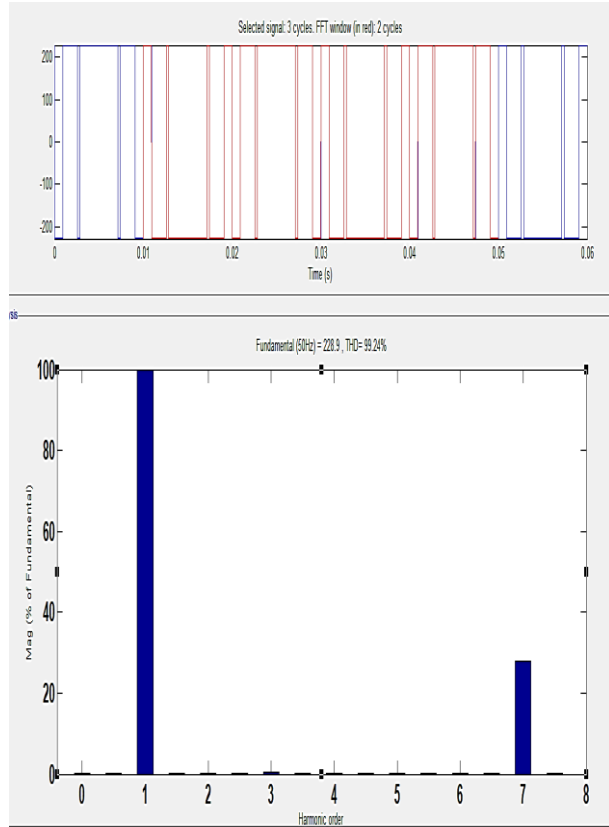 Selected signal: 3 cycles. FFT window (in red): 2 cycles
200
100
0
-100
-200
0 0.01 0.02 0.03 0.04 0.05 0.06
Time (s)
ysis
Fundamental (50Hz) = 228.9 , THD= 99.24%
100
80
60
40
20
0
Mag (% of Fundamental)
0 1 2 3 4 5 6 7 8
Harmonic order